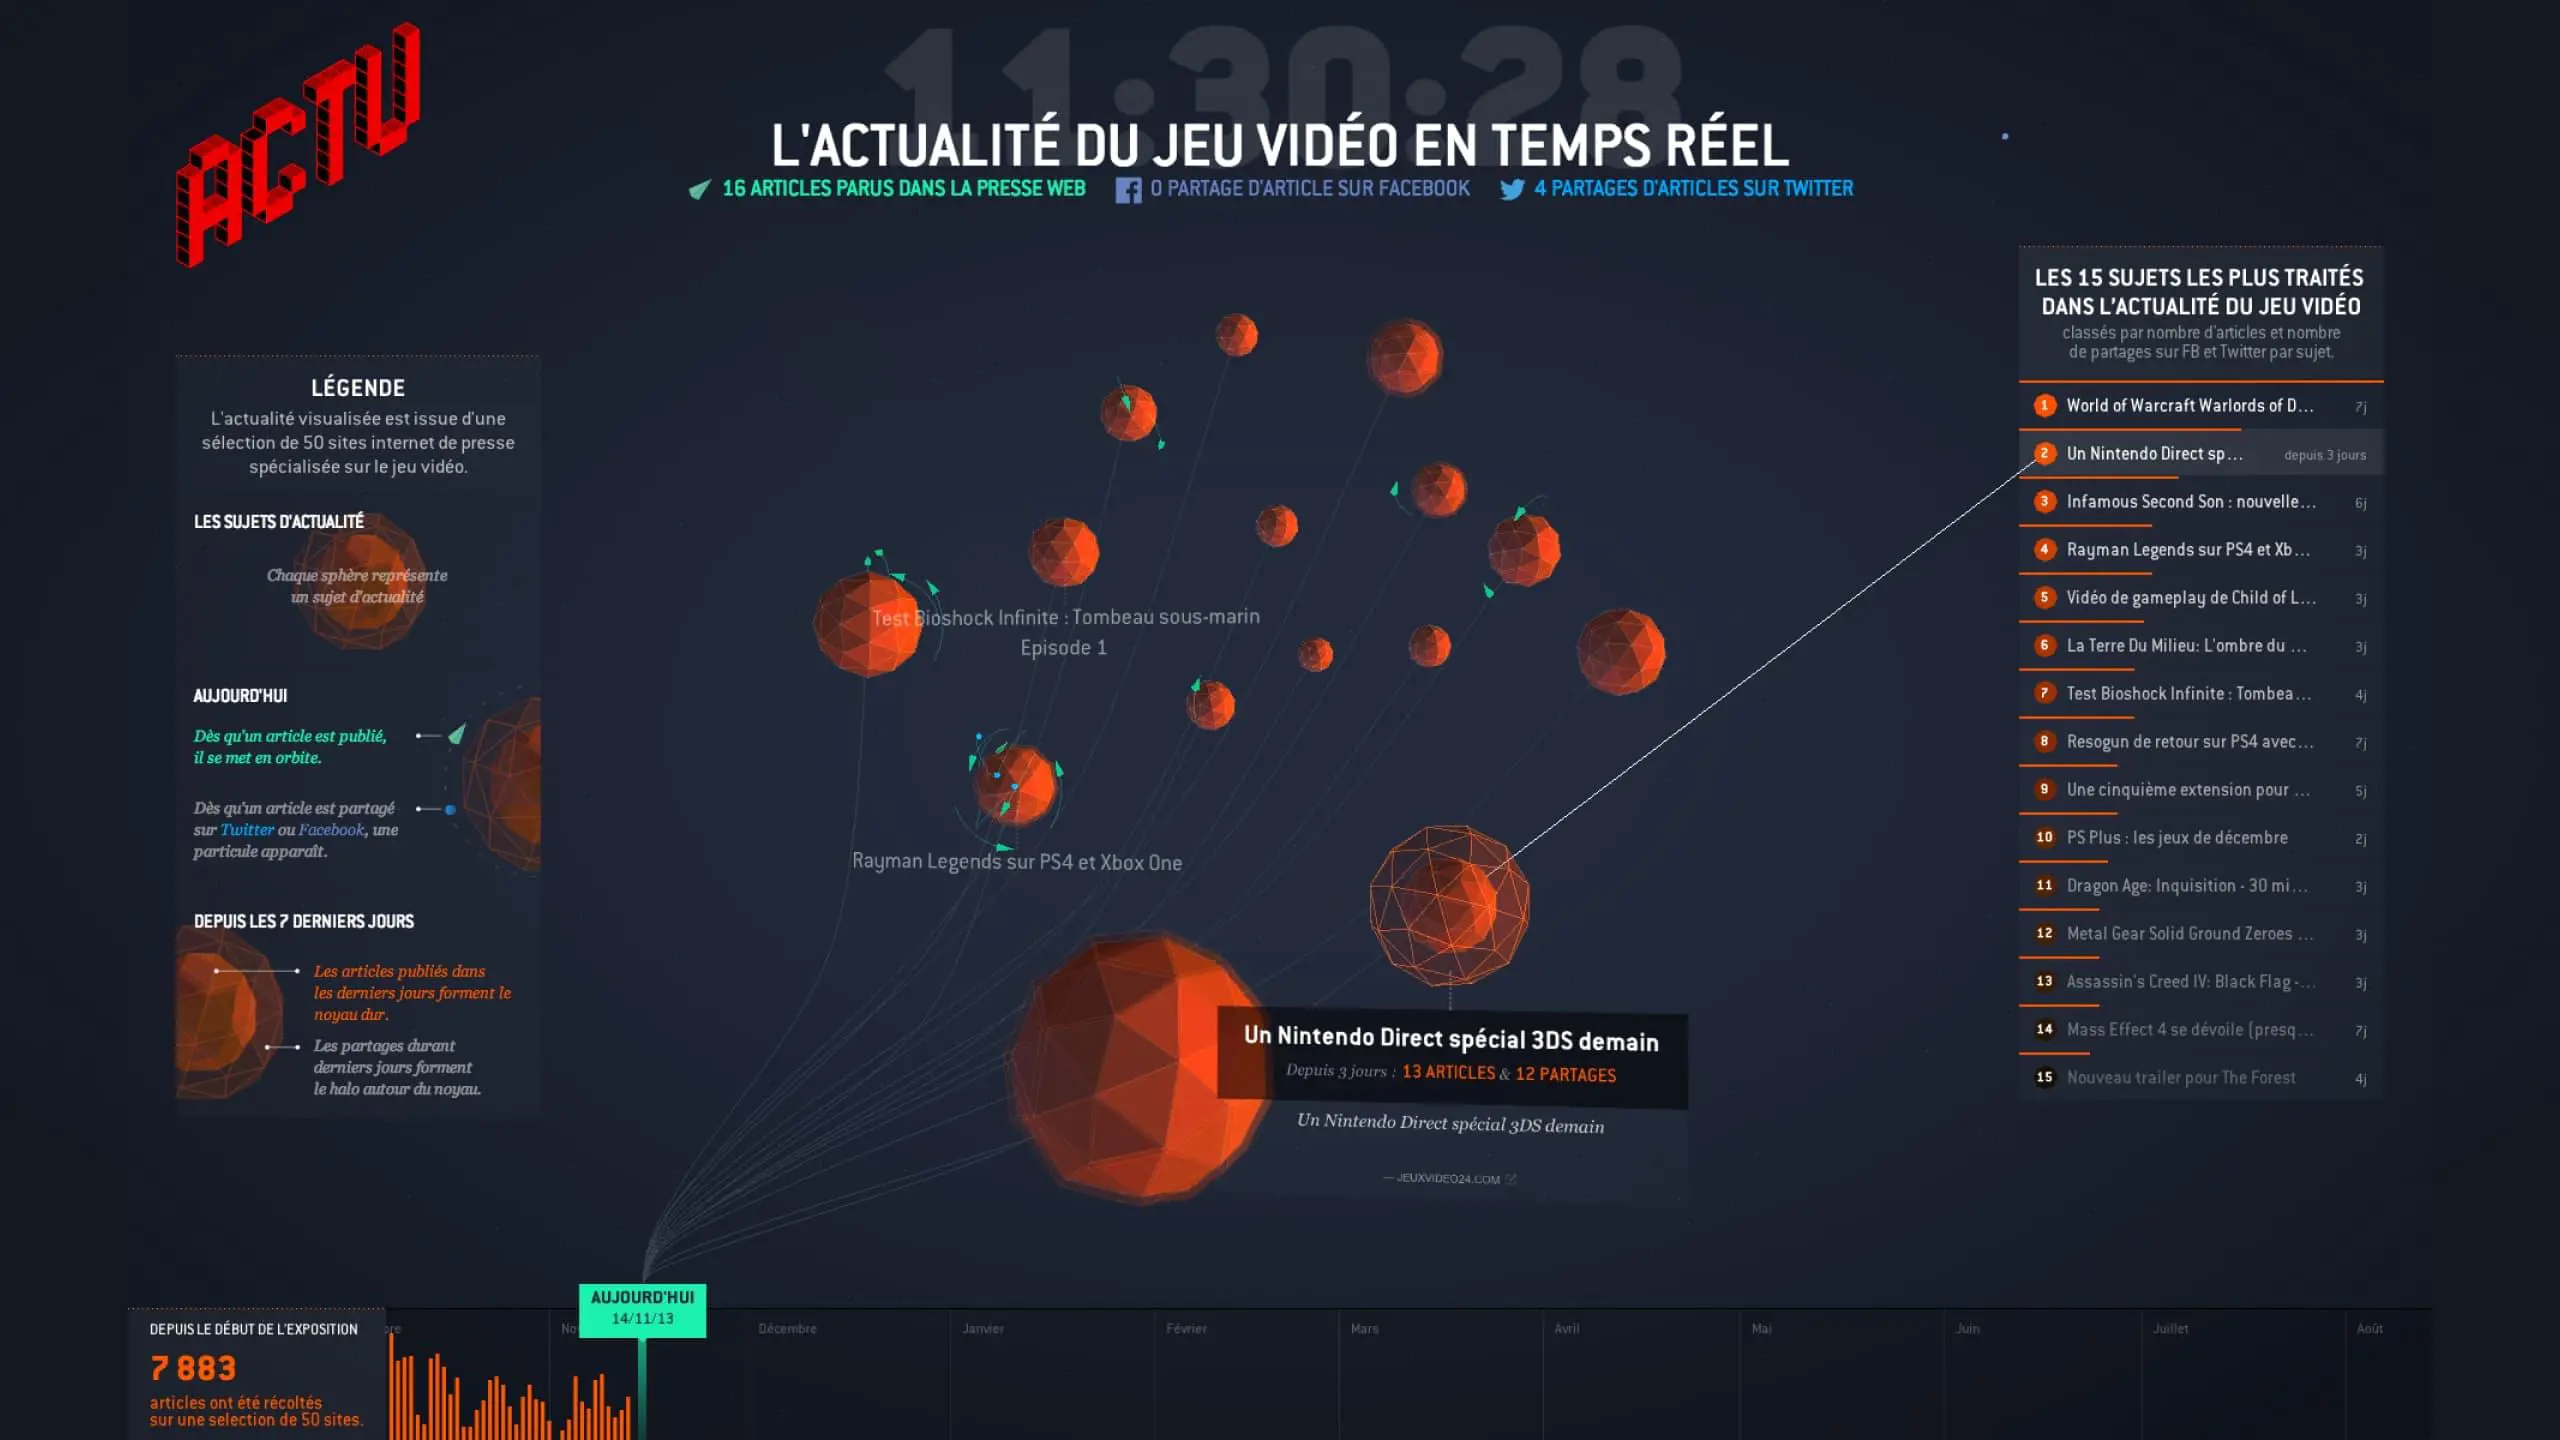 ACTU
11:30:28
L'ACTUALITÉ DU JEU VIDÉO EN TEMPS RÉEL
16 ARTICLES PARUS DANS LA PRESSE WEB
0 PARTAGE D'ARTICLE SUR FACEBOOK
4 PARTAGES D'ARTICLES SUR TWITTER
LÉGENDE
L'actualité visualisée est issue d'une
sélection de 50 sites internet de presse
spécialisée sur le jeu vidéo.
LES SUJETS D'ACTUALITÉ
Chaque sphère représente
un sujet d'actualité
AUJOURD'HUI
Dès qu'un article est publié,
il se met en orbite.
Dès qu'un article est partagé
sur Twitter ou Facebook, une
particule apparaît.
DEPUIS LES 7 DERNIERS JOURS
Les articles publiés dans
les derniers jours forment le
noyau dur.
Les partages durant
derniers jours forment
le halo autour du noyau.
Test Bioshock Infinite : Tombeau sous-marin
Episode 1
Rayman Legends sur PS4 et Xbox One
Un Nintendo Direct spécial 3DS demain
Depuis 3 jours : 13 ARTICLES & 12 PARTAGES
Un Nintendo Direct spécial 3DS demain
— JEUXVIDEO24.COM
LES 15 SUJETS LES PLUS TRAITÉS
DANS L'ACTUALITÉ DU JEU VIDÉO
classés par nombre d'articles et nombre
de partages sur FB et Twitter par sujet.
1 World of Warcraft Warlords of D... 7j
2 Un Nintendo Direct sp... depuis 3 jours
3 Infamous Second Son : nouvelle... 6j
4 Rayman Legends sur PS4 et Xb... 3j
5 Vidéo de gameplay de Child of L... 3j
6 La Terre Du Milieu: L'ombre du ... 3j
7 Test Bioshock Infinite : Tombea... 4j
8 Resogun de retour sur PS4 avec... 7j
9 Une cinquième extension pour ... 5j
10 PS Plus : les jeux de décembre 2j
11 Dragon Age: Inquisition - 30 mi... 3j
12 Metal Gear Solid Ground Zeroes ... 3j
13 Assassin's Creed IV: Black Flag -... 3j
14 Mass Effect 4 se dévoile (presq... 7j
15 Nouveau trailer pour The Forest 4j
DEPUIS LE DÉBUT DE L'EXPOSITION
7 883
articles ont été récoltés
sur une selection de 50 sites.
bre
No
AUJOURD'HUI
14/11/13
Décembre
Janvier
Février
Mars
Avril
Mai
Juin
Juillet
Août